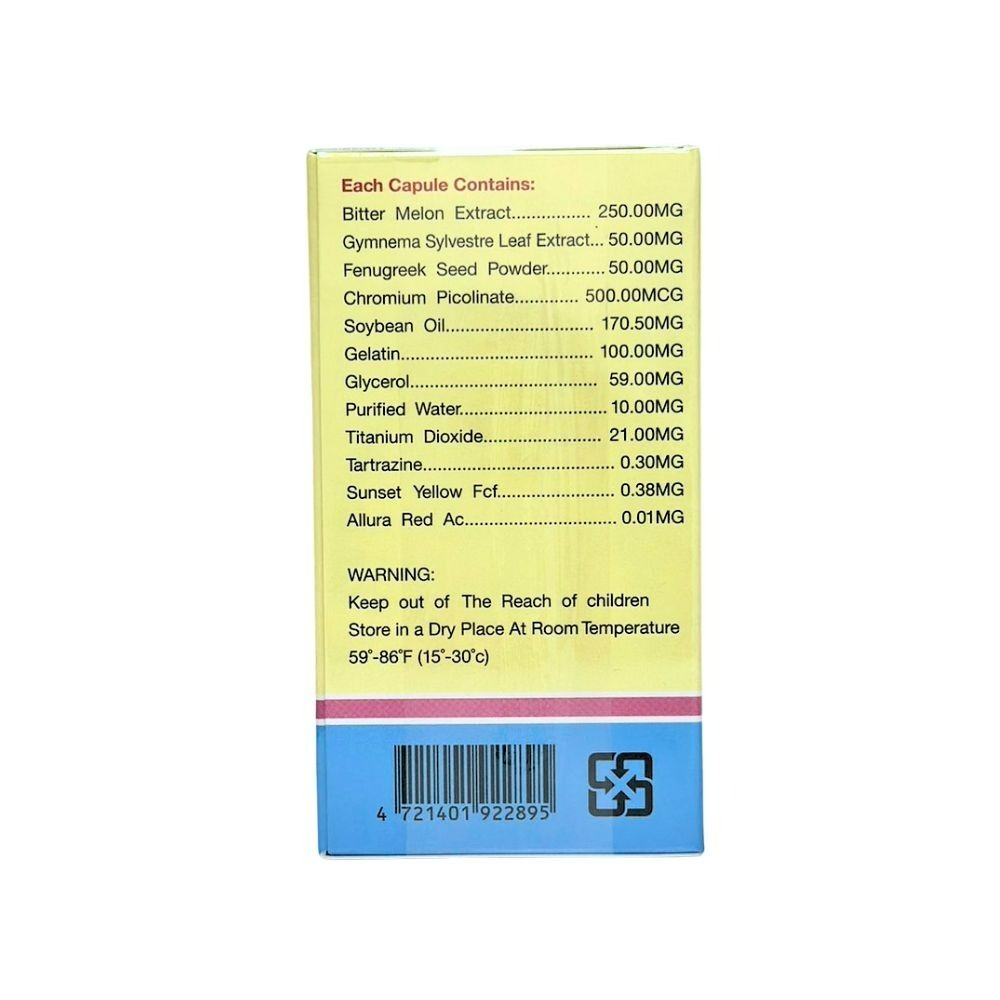 Each Capule Contains:
Bitter Melon Extract................ 250.00MG
Gymnema Sylvestre Leaf Extract... 50.00MG
Fenugreek Seed Powder............ 50.00MG
Chromium Picolinate............. 500.00MCG
Soybean Oil.............................. 170.50MG
Gelatin....................................... 100.00MG
Glycerol...................................... 59.00MG
Purified Water.............................. 10.00MG
Titanium Dioxide........................ 21.00MG
Tartrazine....................................... 0.30MG
Sunset Yellow Fcf........................ 0.38MG
Allura Red Ac............................... 0.01MG
WARNING:
Keep out of The Reach of children
Store in a Dry Place At Room Temperature
59°-86°F (15°-30°c)
4 721401 922895